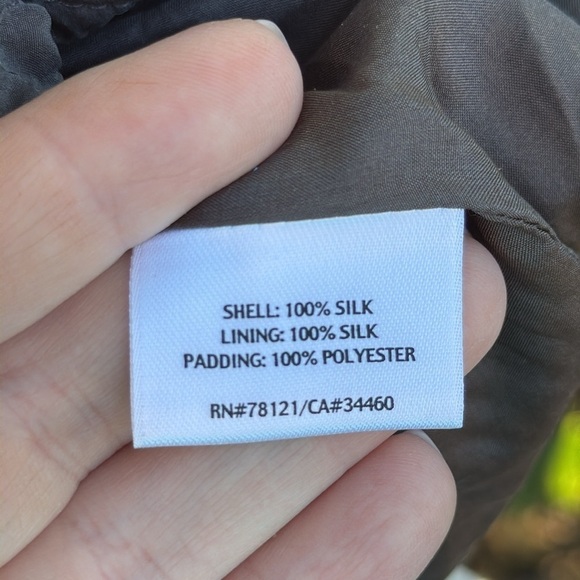 SHELL: 100% SILK
LINING: 100% SILK
PADDING: 100% POLYESTER
RN#78121/CA#34460